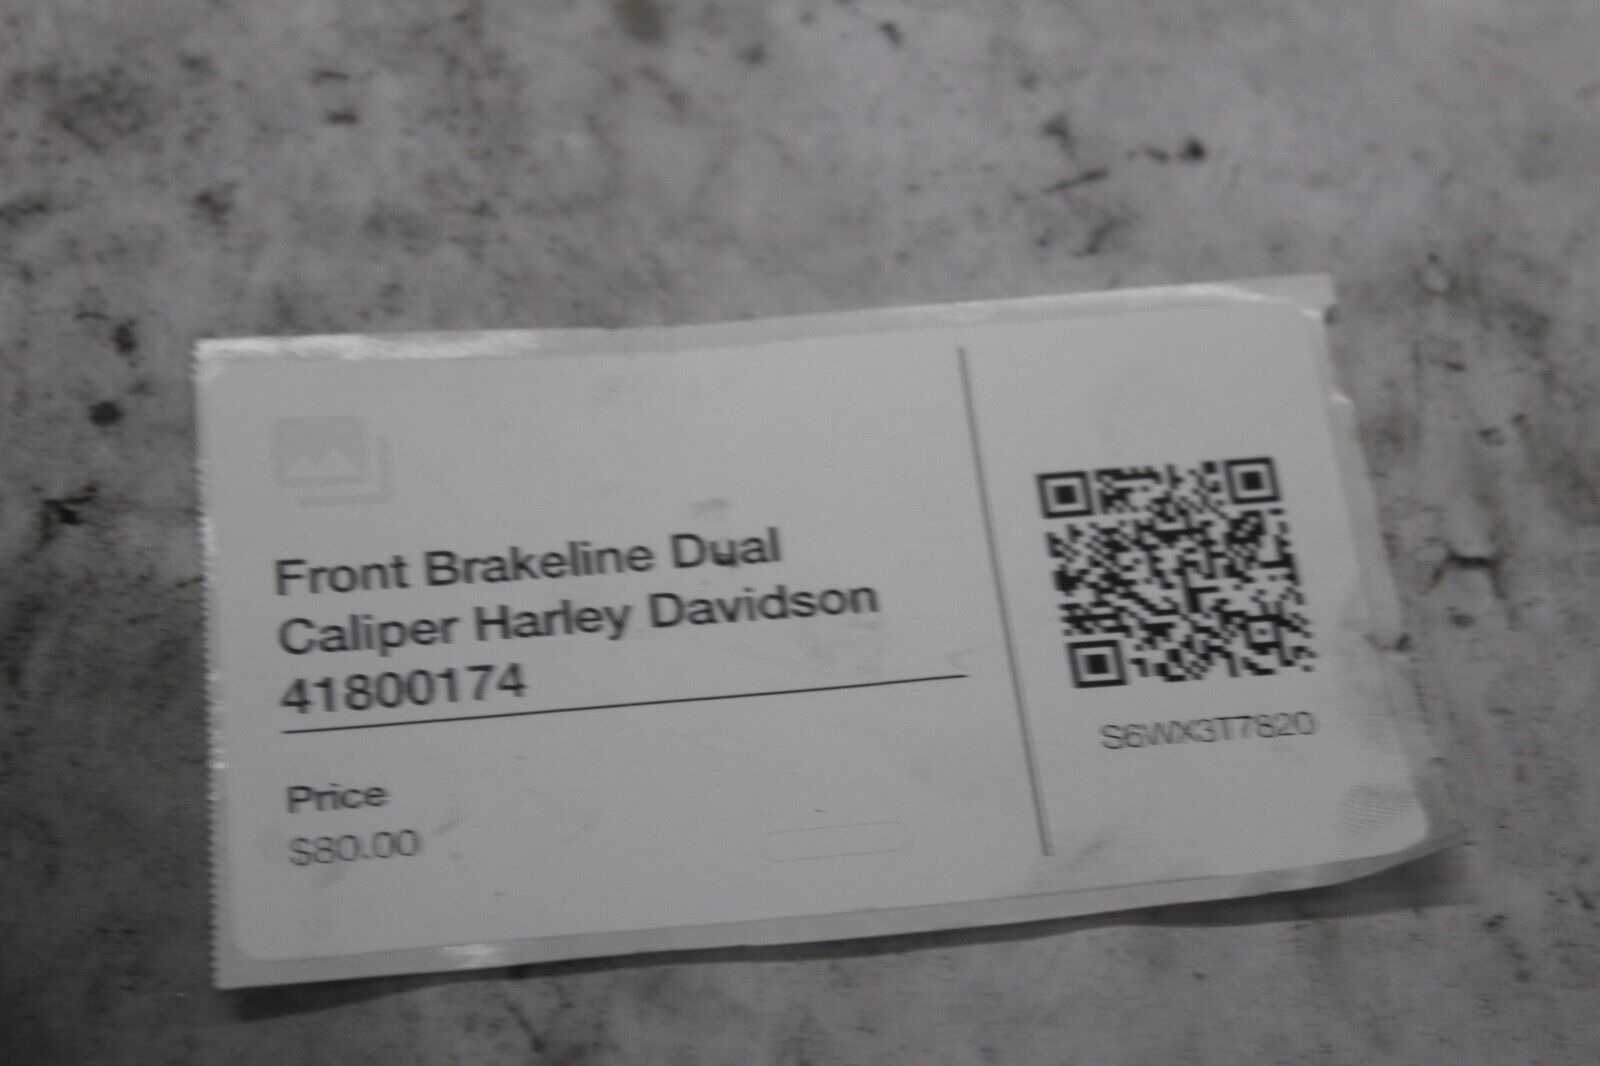 Front Brakeline Dual
Caliper Harley Davidson
41800174
Price
$80.00
S6WX3T7820